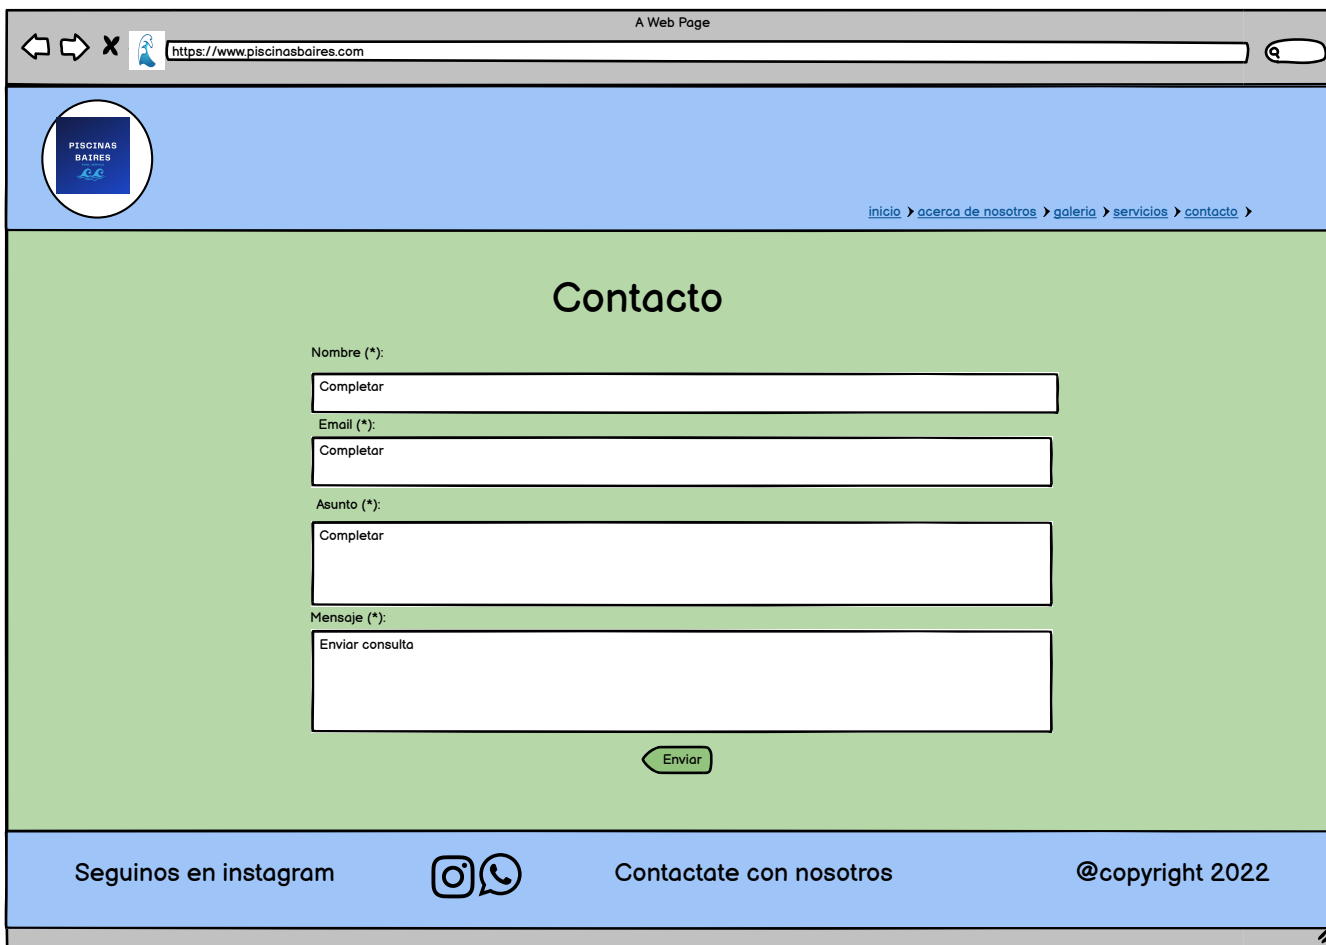 A Web Page
https://www.piscinasbaires.com
PISCINAS
BAIRES
inicio acerca de nosotros galeria servicios contacto
Contacto
Nombre (*):
Completar
Email (*):
Completar
Asunto (*):
Completar
Mensaje (*):
Enviar consulta
Enviar
Seguinos en instagram Contactate con nosotros @copyright 2022